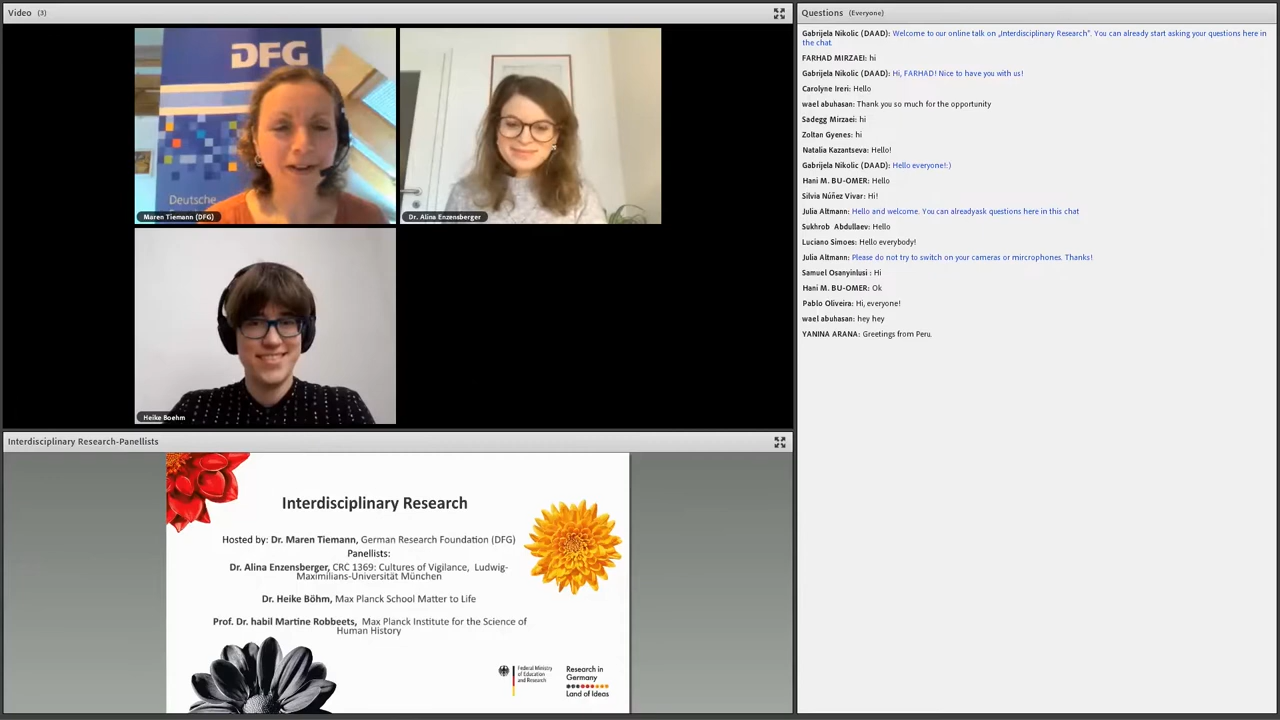 Video (3)
DFG
Deutsche
Maren Tiemann (DFG)
Dr. Alina Enzensberger
Heike Boehm
Interdisciplinary Research-Panellists
Interdisciplinary Research
Hosted by: Dr. Maren Tiemann, German Research Foundation (DFG)
Panellists:
Dr. Alina Enzensberger, CRC 1369: Cultures of Vigilance, Ludwig-
Maximilians-Universität München
Dr. Heike Böhm, Max Planck School Matter to Life
Prof. Dr. habil Martine Robbeets, Max Planck Institute for the Science of
Human History
Federal Ministry
of Education
and Research
Research in
Germany
Land of Ideas
Questions (Everyone)
Gabrijela Nikolic (DAAD): Welcome to our online talk on „Interdisciplinary Research“. You can already start asking your questions here in
the chat.
FARHAD MIRZAEI: hi
Gabrijela Nikolic (DAAD): Hi, FARHAD! Nice to have you with us!
Carolyne Ireri: Hello
wael abuhasan: Thank you so much for the opportunity
Sadegg Mirzaei: hi
Zoltan Gyenes: hi
Natalia Kazantseva: Hello!
Gabrijela Nikolic (DAAD): Hello everyone!:)
Hani M. BU-OMER: Hello
Silvia Núñez Vivar: Hi!
Julia Altmann: Hello and welcome. You can alreadyask questions here in this chat
Sukhrob Abdullaev: Hello
Luciano Simoes: Hello everybody!
Julia Altmann: Please do not try to switch on your cameras or mircrophones. Thanks!
Samuel Osanyinlusi : Hi
Hani M. BU-OMER: Ok
Pablo Oliveira: Hi, everyone!
wael abuhasan: hey hey
YANINA ARANA: Greetings from Peru.